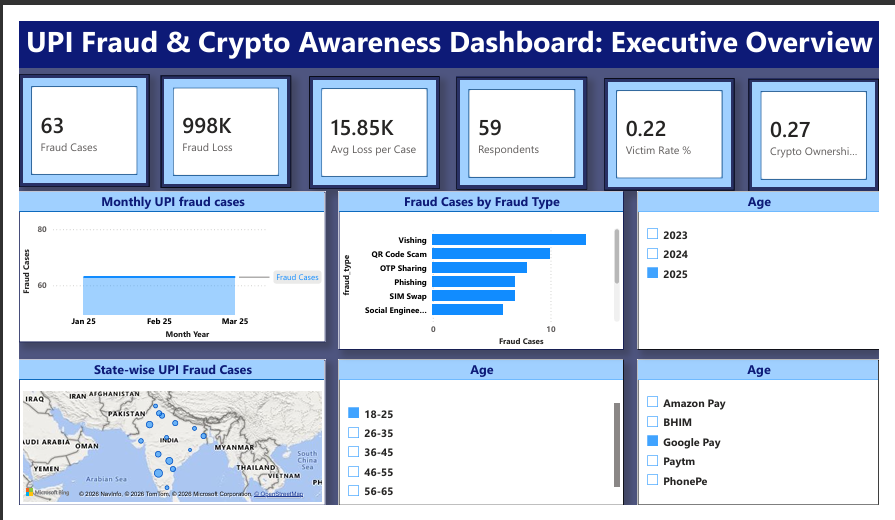 UPI Fraud & Crypto Awareness Dashboard: Executive Overview
63
Fraud Cases
998K
Fraud Loss
15.85K
Avg Loss per Case
59
Respondents
0.22
Victim Rate %
0.27
Crypto Ownershi...
Monthly UPI fraud cases
80
60
Fraud Cases
Fraud Cases
Jan 25 Feb 25 Mar 25
Month Year
Fraud Cases by Fraud Type
fraud_type
Vishing
QR Code Scam
OTP Sharing
Phishing
SIM Swap
Social Enginee...
0 10
Fraud Cases
Age
2023
2024
2025
State-wise UPI Fraud Cases
IRAQ
IRAN
AFGHANISTAN
PAKISTAN
AUDI ARABIA
OMAN
INDIA
MYANMAR
YEMEN
THAILAND
VIETNAM
South
China
Sea
PH
Arabian Sea
Microsoft Bing
© 2026 NavInfo, © 2026 TomTom, © 2026 Microsoft Corporation, © OpenStreetMap
Age
18-25
26-35
36-45
46-55
56-65
Age
Amazon Pay
BHIM
Google Pay
Paytm
PhonePe